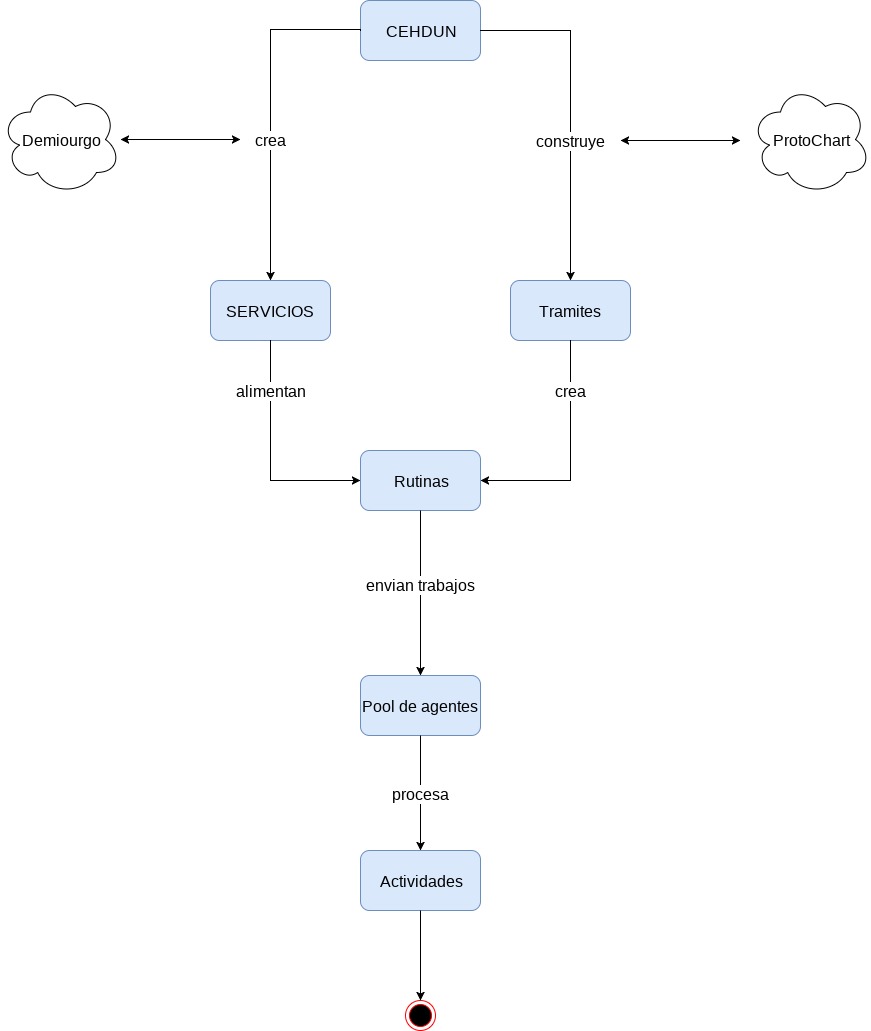 CEHDUN
Demiourgo
crea
construye
ProtoChart
SERVICIOS
Tramites
alimentan
crea
Rutinas
envian trabajos
Pool de agentes
procesa
Actividades